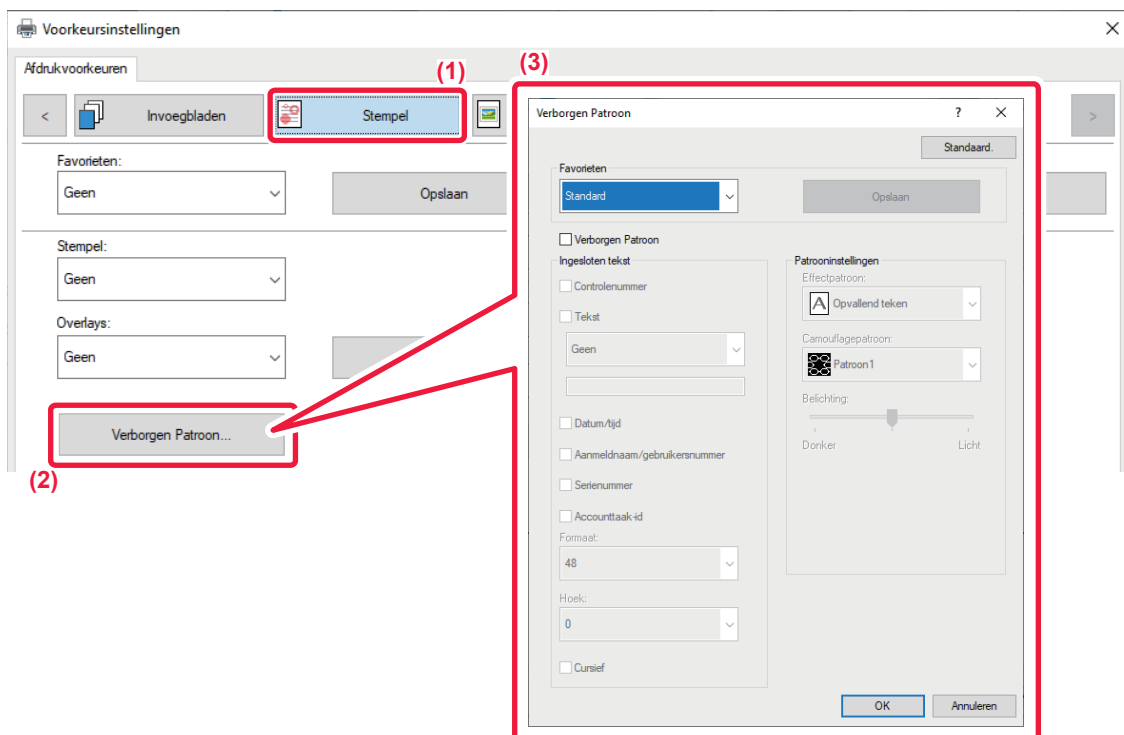 Voorkeursinstellingen
Afdrukvoorkeuren
(1)
(3)
<
Invoegbladen
Stempel
>
Favorieten:
Geen
Opslaan
Stempel:
Geen
Overlays:
Geen
Verborgen Patroon...
(2)
Verborgen Patroon
?
Standaard.
Favorieten
Standard
Opslaan
Verborgen Patroon
Ingesloten tekst
Controlenummer
Tekst
Geen
Datum/tijd
Aanmeldnaam/gebruikersnummer
Serienummer
Accounttaak-id
Formaat:
48
Hoek:
0
Cursief
Patrooninstellingen
Effectpatroon:
A Opvallend teken
Camouflagepatroon:
Patroon1
Belichting:
Donker Licht
OK Annuleren